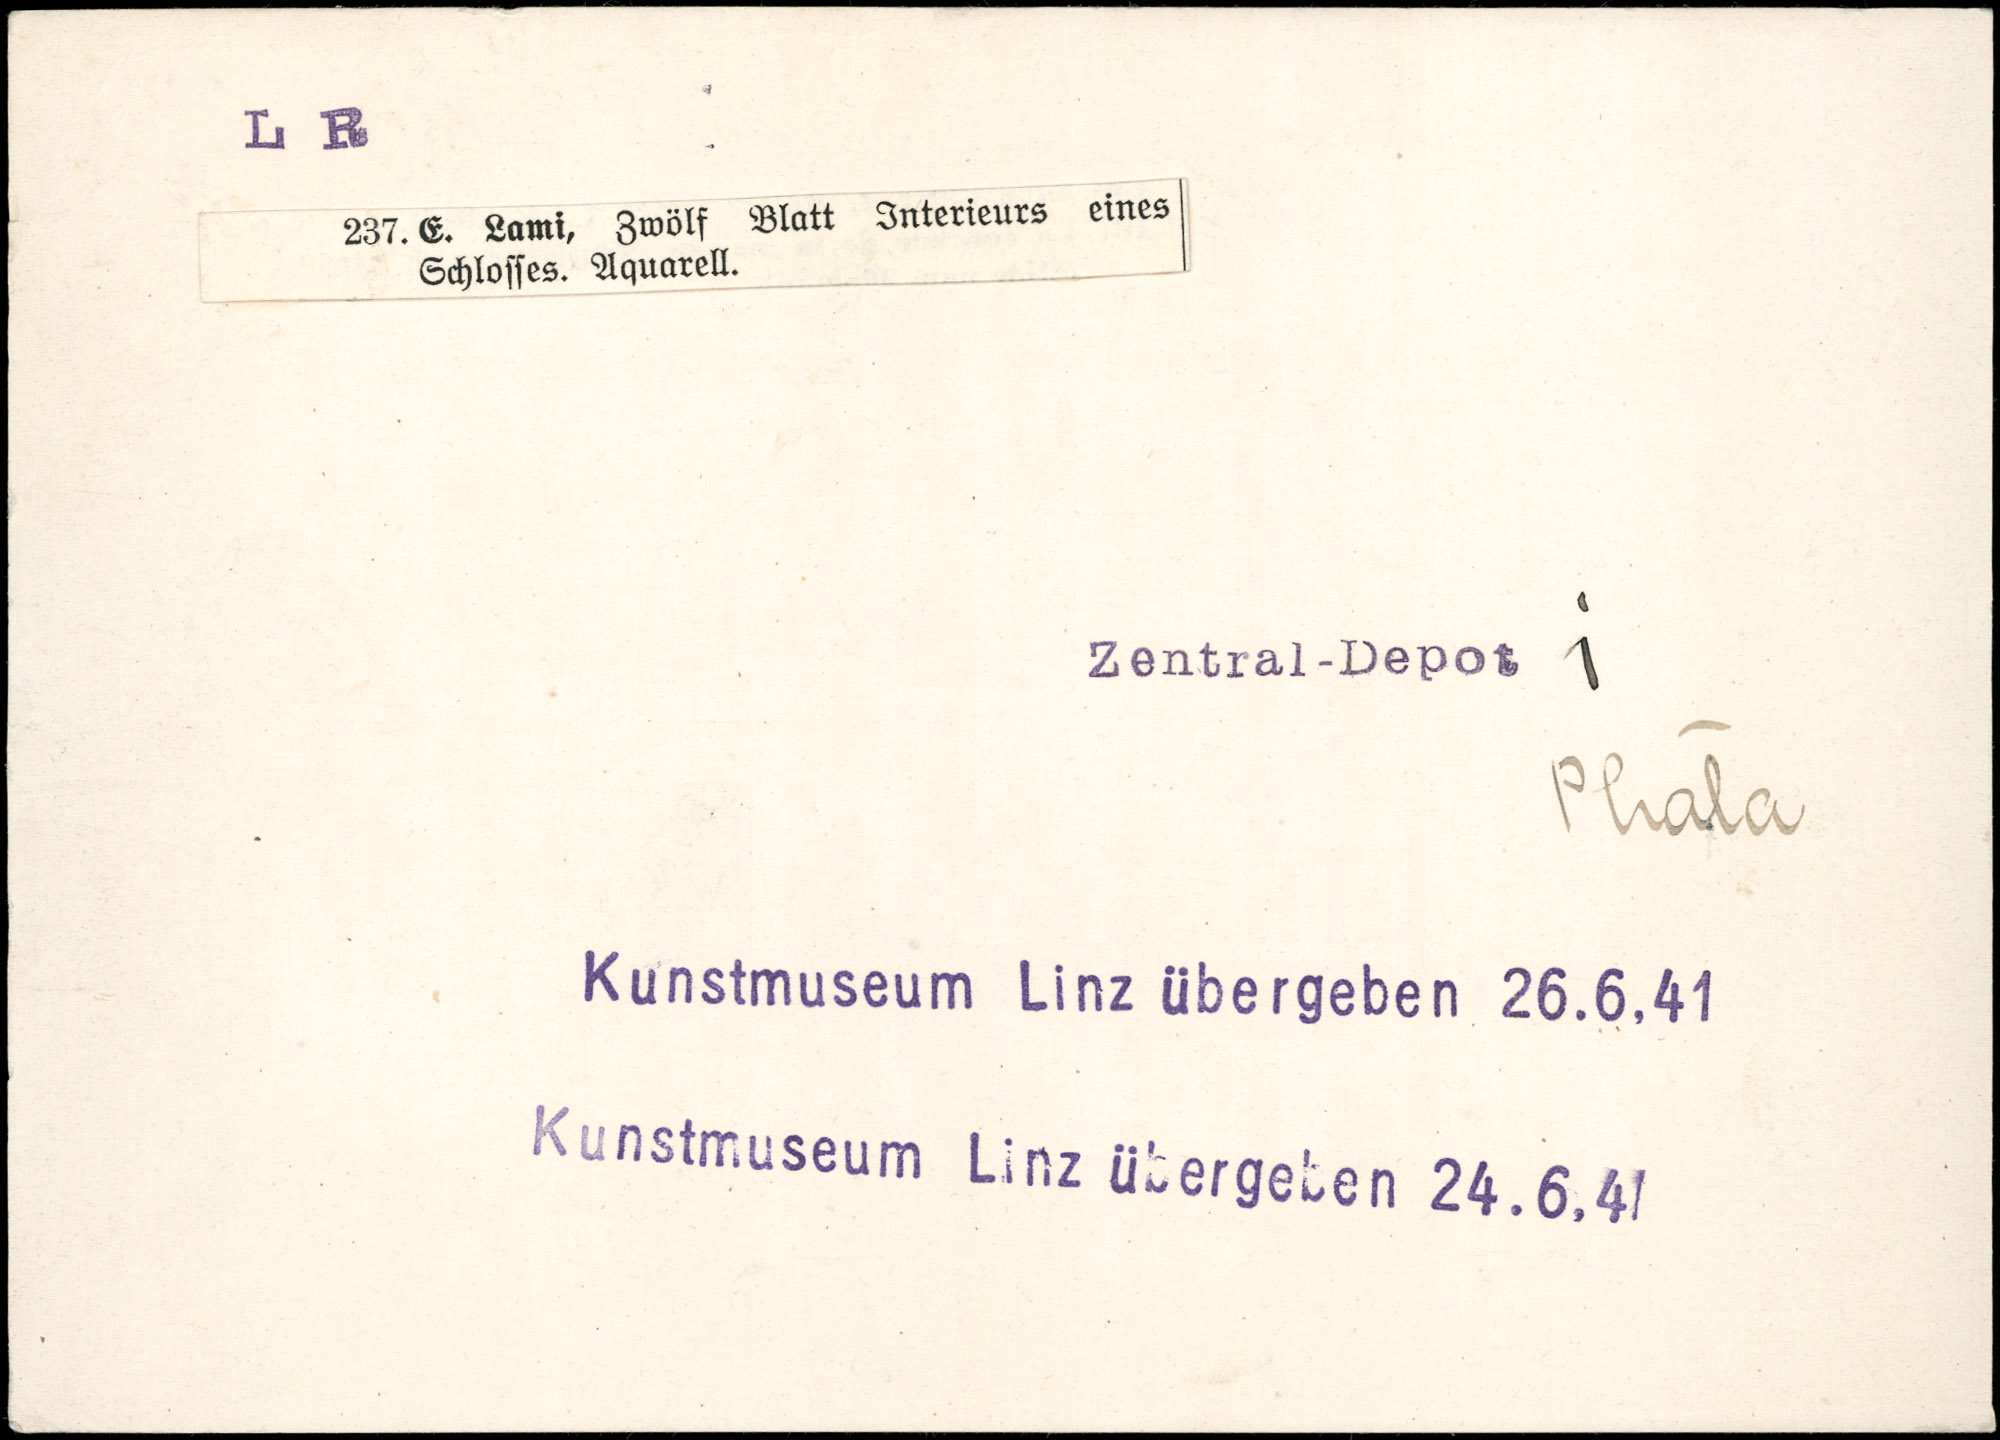 L R
237. E. Lami, Zwölf Blatt Interieurs eines
Schlosses. Aquarell.
Zentral-Depot i
Kunstmuseum Linz übergeben 26.6.41
Kunstmuseum Linz übergeben 24.6.41